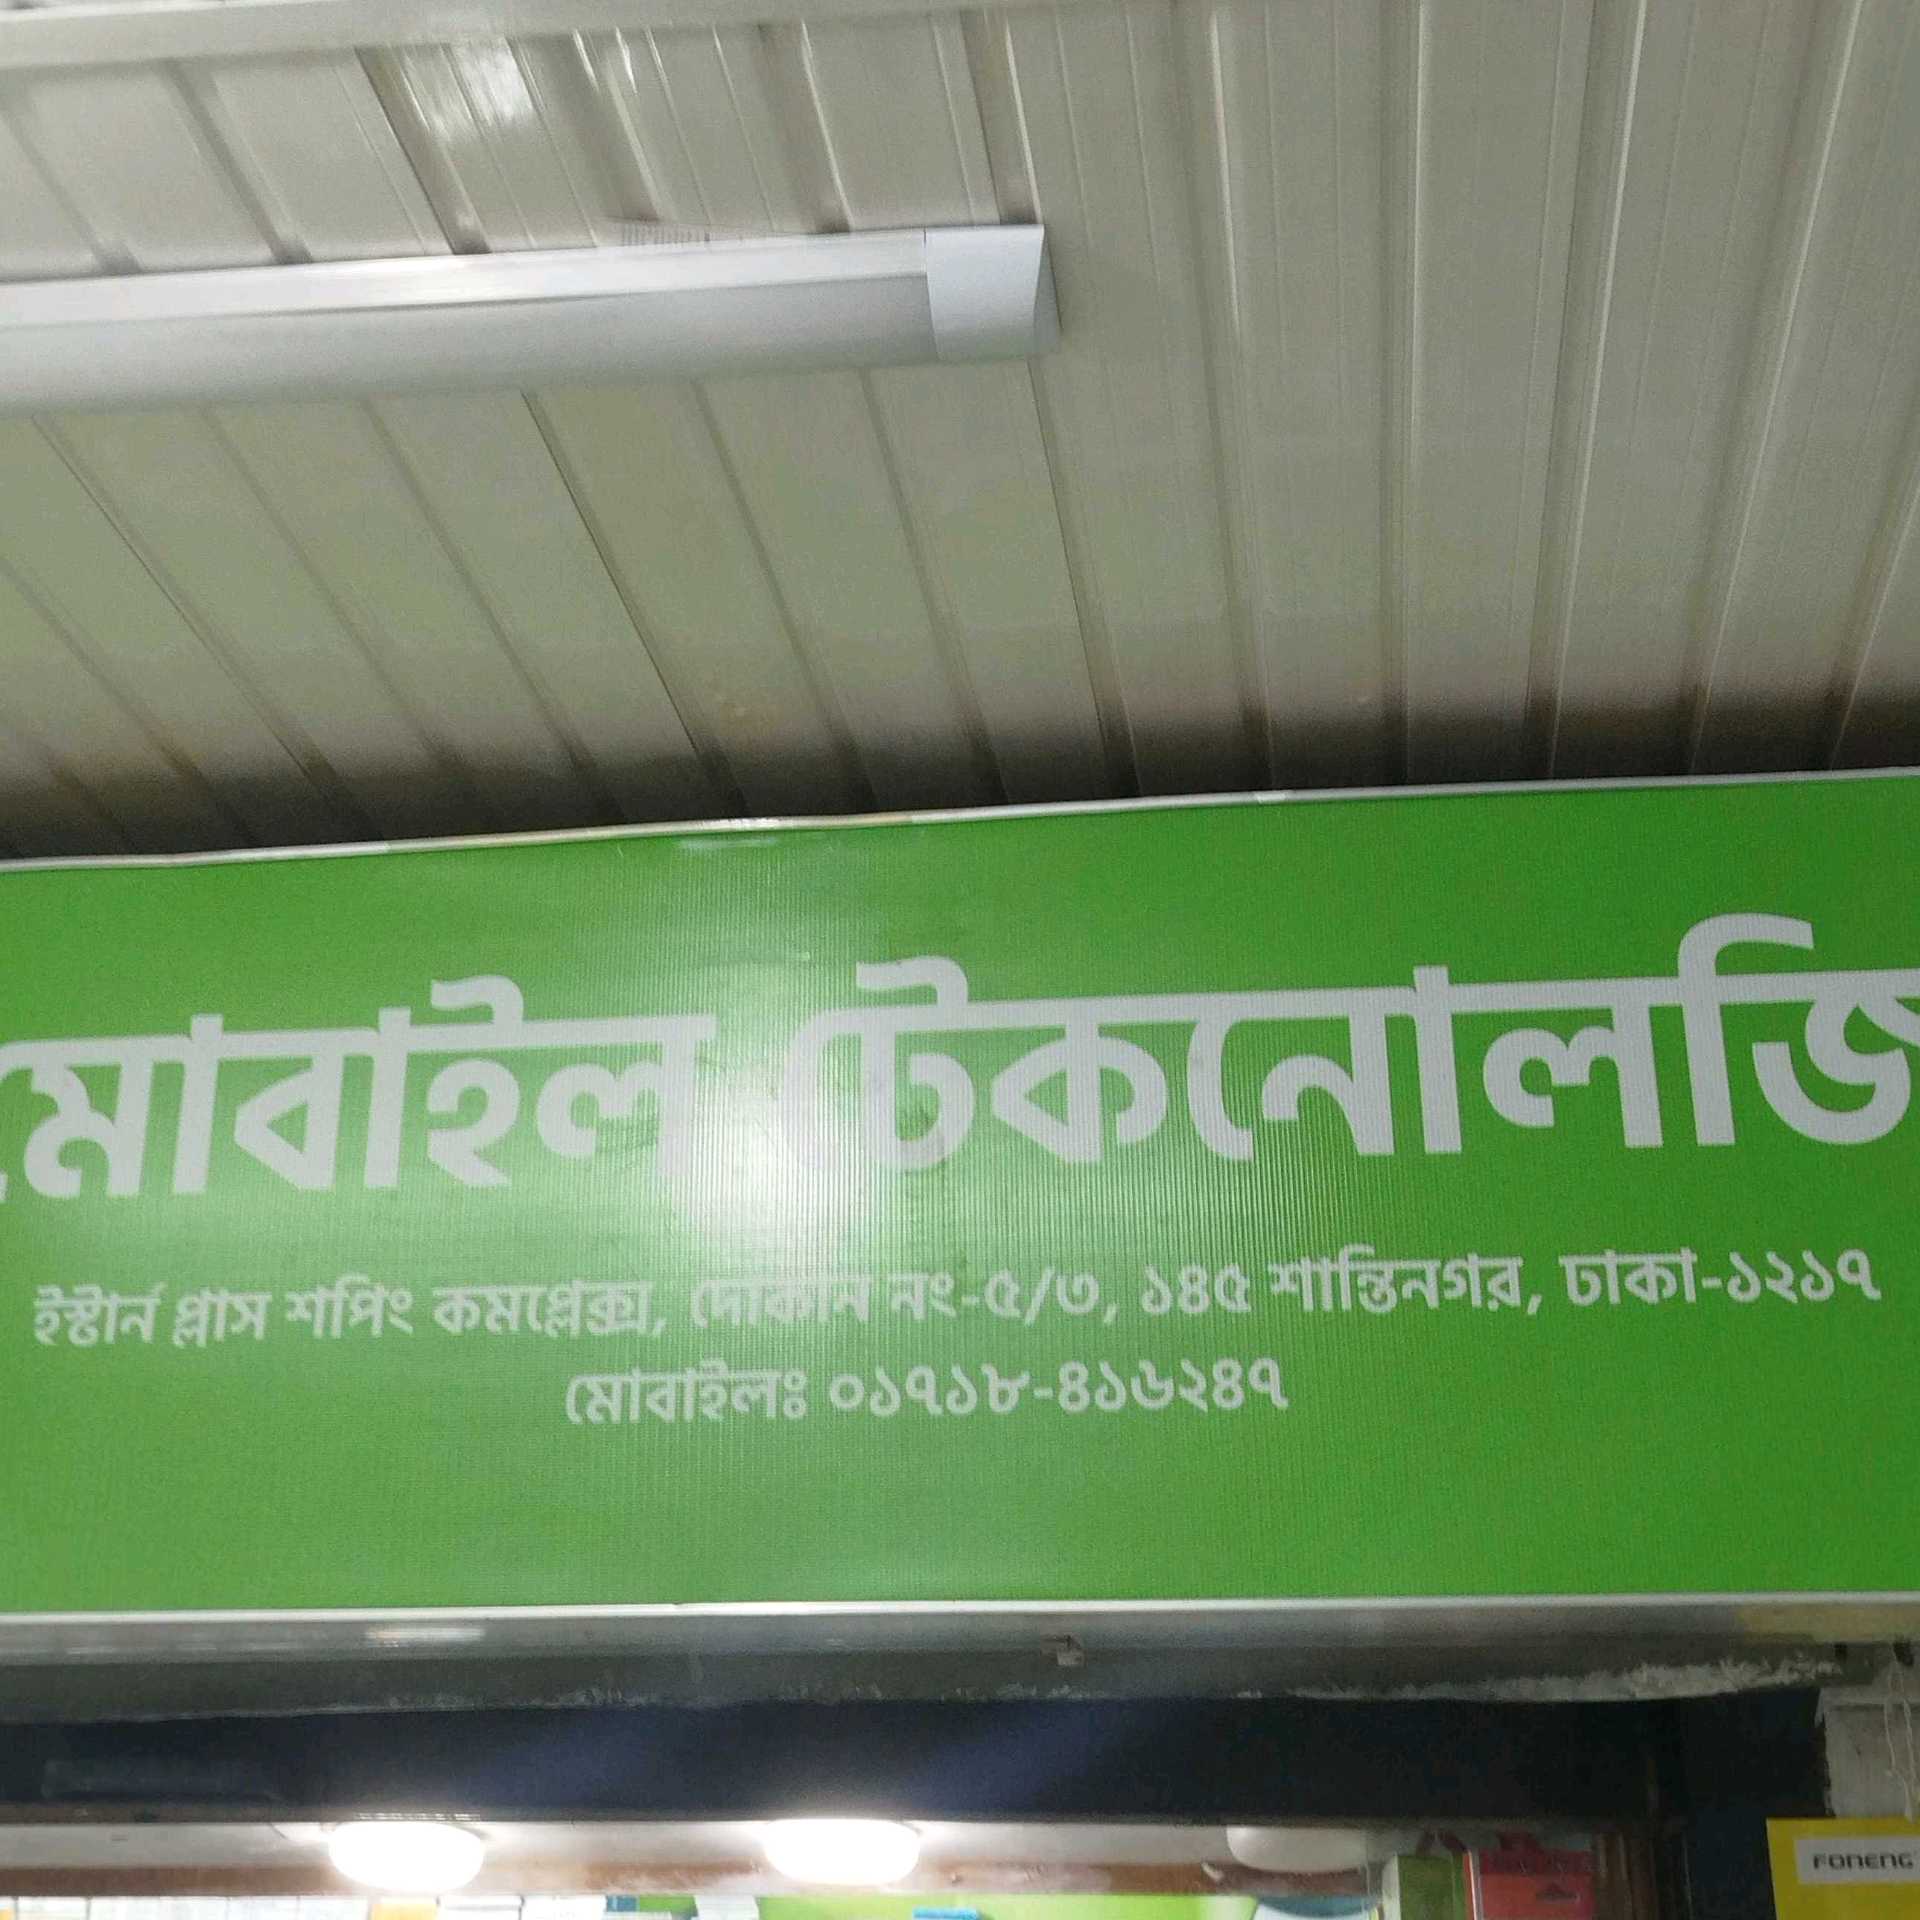 মোবাইল টেকনোলজি
ইস্টার্ন প্লাস শপিং কমপ্লেক্স, দোকান নং-৫/৩, ১৪৫ শান্তিনগর, ঢাকা-১২১৭
মোবাইলঃ ০১৭১৮-৪১৬২৪৭
FONENG